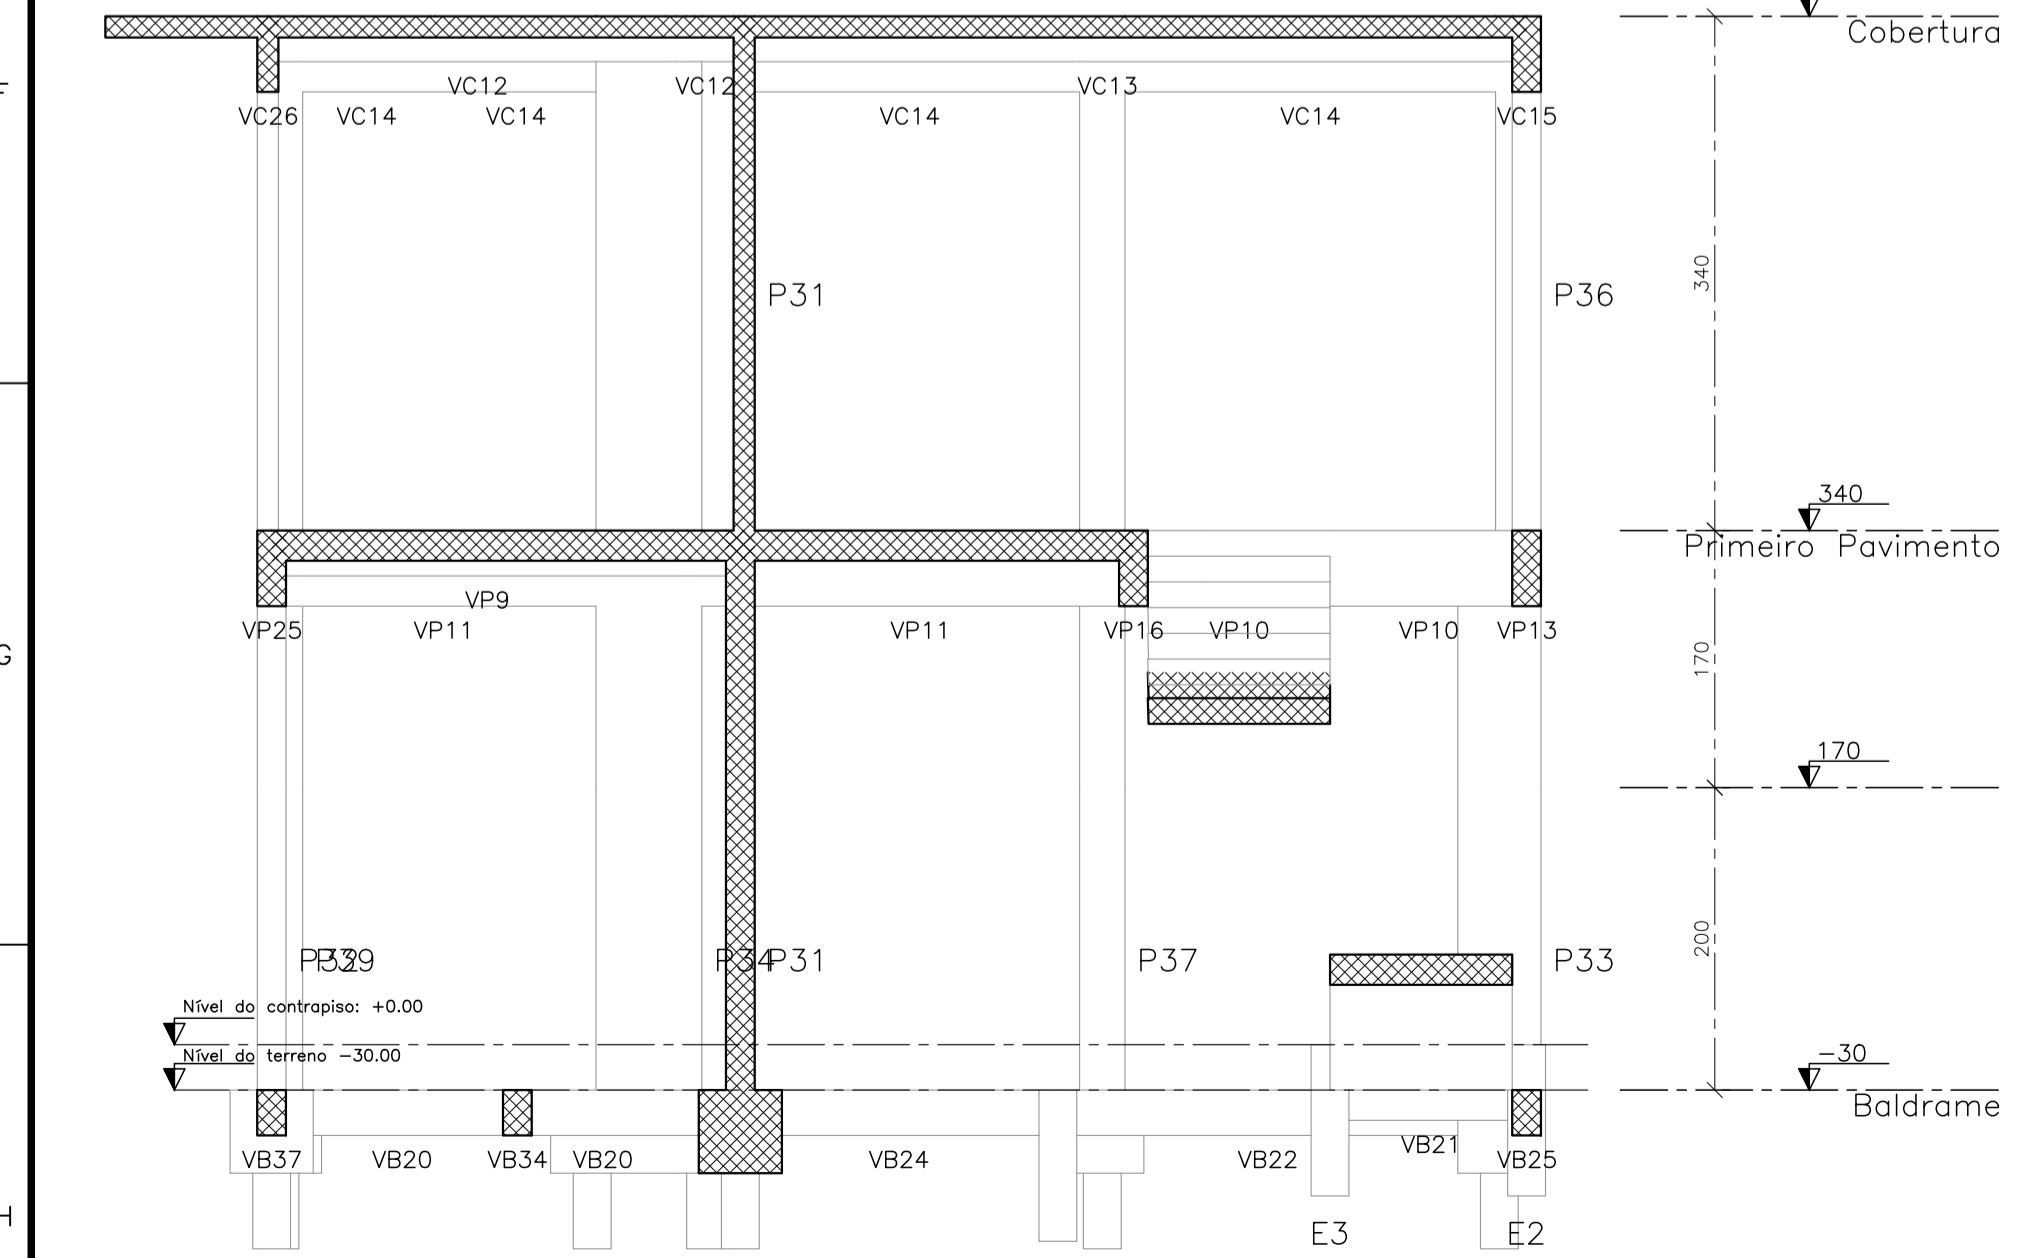 Cobertura
F
VC12 VC12 VC13
VC26 VC14 VC14 VC14 VC14 VC15
340
P31 P36
340
Primeiro Pavimento
VP9
VP25 VP11 VP11 VP16 VP10 VP10 VP13
G
170
170
200
P29 P34 P31 P37 P33
Nível do contrapiso: +0.00
Nível do terreno -30.00
-30
Baldrame
VB37 VB20 VB34 VB20 VB24 VB22 VB21 VB25
H
E3 E2